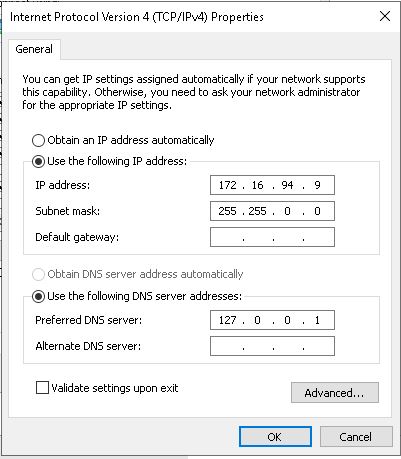 Internet Protocol Version 4 (TCP/IPv4) Properties
General
You can get IP settings assigned automatically if your network supports
this capability. Otherwise, you need to ask your network administrator
for the appropriate IP settings.
Obtain an IP address automatically
Use the following IP address:
IP address: 172 . 16 . 94 . 9
Subnet mask: 255 . 255 . 0 . 0
Default gateway: . . .
Obtain DNS server address automatically
Use the following DNS server addresses:
Preferred DNS server: 127 . 0 . 0 . 1
Alternate DNS server: . . .
Validate settings upon exit
Advanced...
OK Cancel